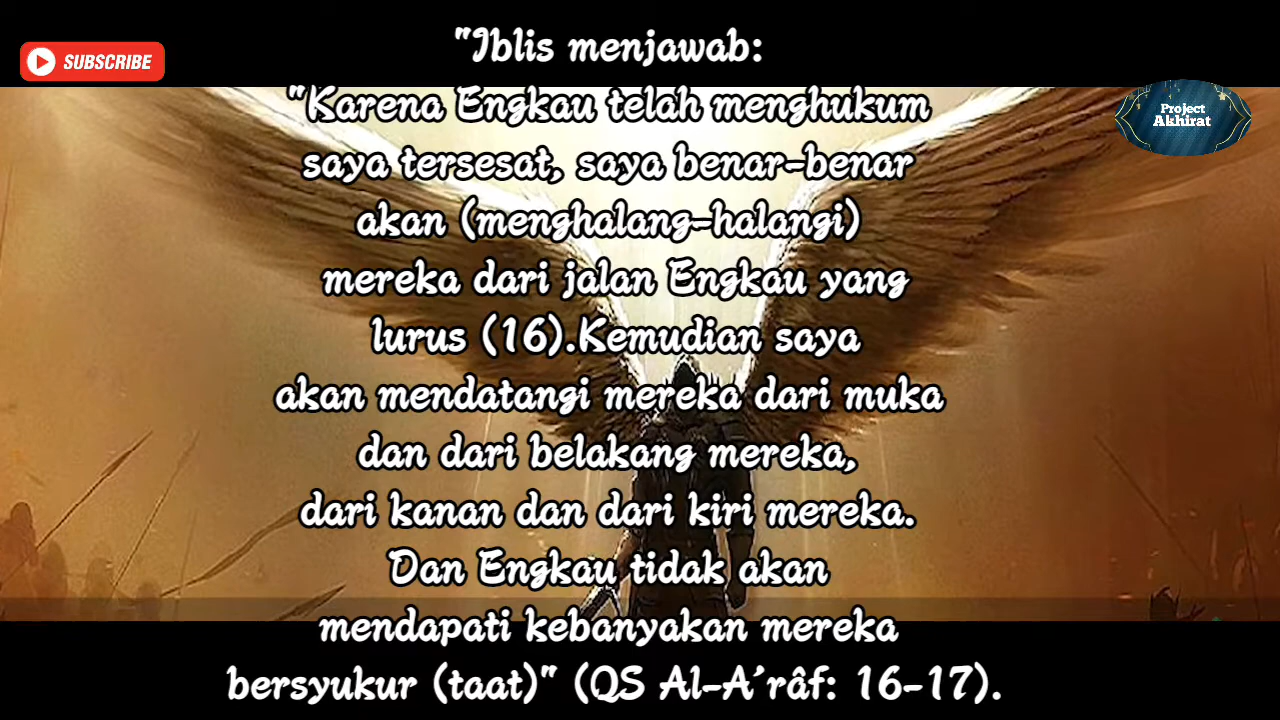 "Iblis menjawab:
SUBSCRIBE
"Karena Engkau telah menghukum
Project
Akhirat
saya tersesat, saya benar-benar
akan (menghalang-halangi)
mereka dari jalan Engkau yang
lurus (16).Kemudian saya
akan mendatangi mereka dari muka
dan dari belakang mereka,
dari kanan dan dari kiri mereka.
Dan Engkau tidak akan
mendapati kebanyakan mereka
bersyukur (taat)" (QS Al-A'râf: 16-17).